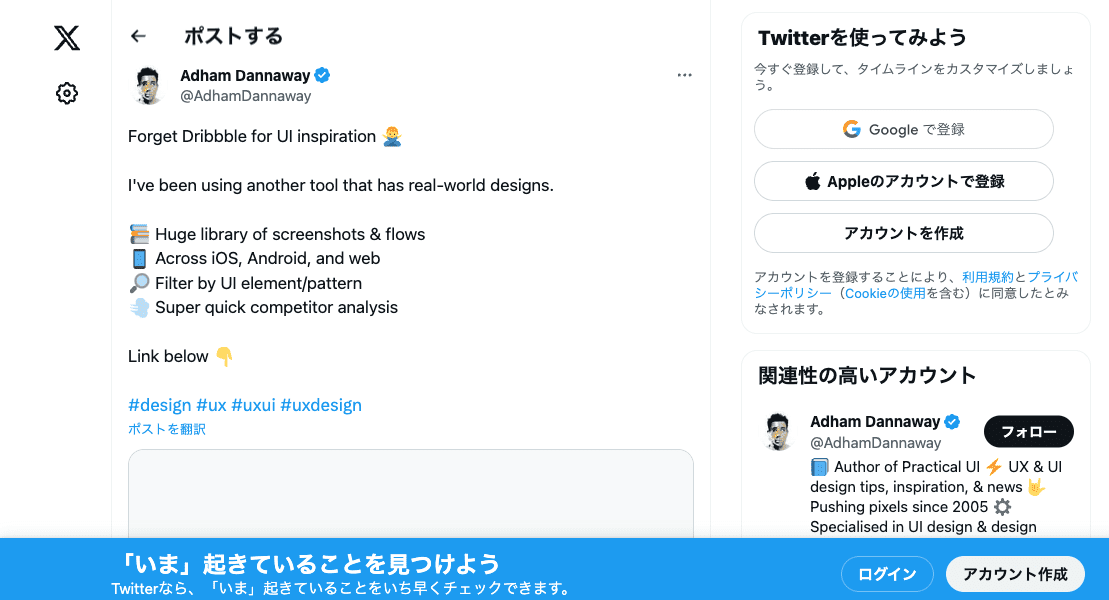 ポストする
Adham Dannaway
@AdhamDannaway
Forget Dribbble for UI inspiration 🙅‍♂️
I've been using another tool that has real-world designs.
📚 Huge library of screenshots & flows
📱 Across iOS, Android, and web
🔎 Filter by UI element/pattern
💨 Super quick competitor analysis
Link below 👇
#design #ux #uxui #uxdesign
ポストを翻訳
Twitterを使ってみよう
今すぐ登録して、タイムラインをカスタマイズしましょ
う。
Google で登録
Appleのアカウントで登録
アカウントを作成
アカウントを登録することにより、利用規約とプライバ
シーポリシー（Cookieの使用を含む）に同意したとみ
なされます。
関連性の高いアカウント
Adham Dannaway
@AdhamDannaway
フォロー
📘 Author of Practical UI ⚡ UX & UI
design tips, inspiration, & news 🤟
Pushing pixels since 2005 ⚙️
Specialised in UI design & design
「いま」起きていることを見つけよう
Twitterなら、「いま」起きていることをいち早くチェックできます。
ログイン
アカウント作成